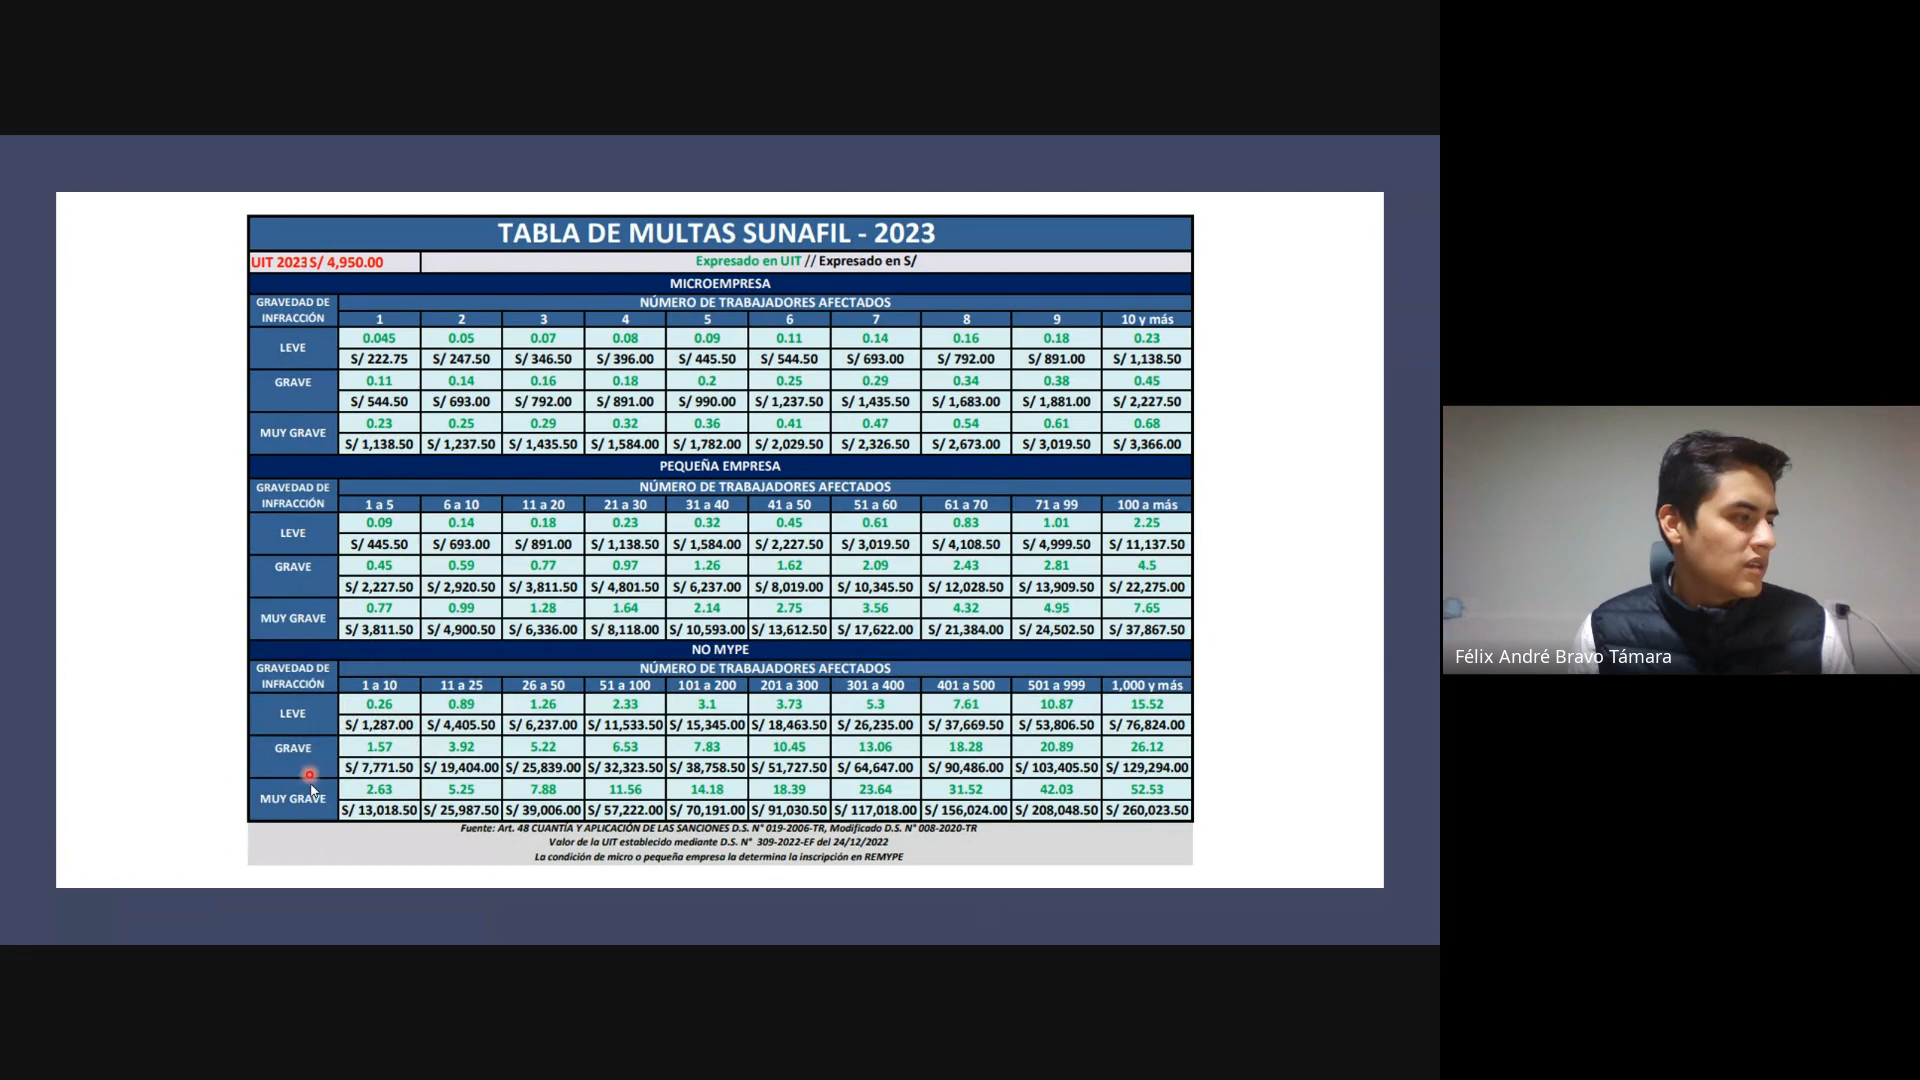 TABLA DE MULTAS SUNAFIL - 2023
UIT 2023 S/ 4,950.00 Expresado en UIT // Expresado en S/
MICROEMPRESA
GRAVEDAD DE INFRACCIÓN NÚMERO DE TRABAJADORES AFECTADOS
1 2 3 4 5 6 7 8 9 10 y más
LEVE 0.045 0.05 0.07 0.08 0.09 0.11 0.14 0.16 0.18 0.23
S/ 222.75 S/ 247.50 S/ 346.50 S/ 396.00 S/ 445.50 S/ 544.50 S/ 693.00 S/ 792.00 S/ 891.00 S/ 1,138.50
GRAVE 0.11 0.14 0.16 0.18 0.2 0.25 0.29 0.34 0.38 0.45
S/ 544.50 S/ 693.00 S/ 792.00 S/ 891.00 S/ 990.00 S/ 1,237.50 S/ 1,435.50 S/ 1,683.00 S/ 1,881.00 S/ 2,227.50
MUY GRAVE 0.23 0.25 0.29 0.32 0.36 0.41 0.47 0.54 0.61 0.68
S/ 1,138.50 S/ 1,237.50 S/ 1,435.50 S/ 1,584.00 S/ 1,782.00 S/ 2,029.50 S/ 2,326.50 S/ 2,673.00 S/ 3,019.50 S/ 3,366.00
PEQUEÑA EMPRESA
GRAVEDAD DE INFRACCIÓN NÚMERO DE TRABAJADORES AFECTADOS
1 a 5 6 a 10 11 a 20 21 a 30 31 a 40 41 a 50 51 a 60 61 a 70 71 a 99 100 a más
LEVE 0.09 0.14 0.18 0.23 0.32 0.45 0.61 0.83 1.01 2.25
S/ 445.50 S/ 693.00 S/ 891.00 S/ 1,138.50 S/ 1,584.00 S/ 2,227.50 S/ 3,019.50 S/ 4,108.50 S/ 4,999.50 S/ 11,137.50
GRAVE 0.45 0.59 0.77 0.97 1.26 1.62 2.09 2.43 2.81 4.5
S/ 2,227.50 S/ 2,920.50 S/ 3,811.50 S/ 4,801.50 S/ 6,237.00 S/ 8,019.00 S/ 10,345.50 S/ 12,028.50 S/ 13,909.50 S/ 22,275.00
MUY GRAVE 0.77 0.99 1.28 1.64 2.14 2.75 3.56 4.32 4.95 7.65
S/ 3,811.50 S/ 4,900.50 S/ 6,336.00 S/ 8,118.00 S/ 10,593.00 S/ 13,612.50 S/ 17,622.00 S/ 21,384.00 S/ 24,502.50 S/ 37,867.50
NO MYPE
GRAVEDAD DE INFRACCIÓN NÚMERO DE TRABAJADORES AFECTADOS
1 a 10 11 a 25 26 a 50 51 a 100 101 a 200 201 a 300 301 a 400 401 a 500 501 a 999 1,000 y más
LEVE 0.26 0.89 1.26 2.33 3.1 3.73 5.3 7.61 10.87 15.52
S/ 1,287.00 S/ 4,405.50 S/ 6,237.00 S/ 11,533.50 S/ 15,345.00 S/ 18,463.50 S/ 26,235.00 S/ 37,669.50 S/ 53,806.50 S/ 76,824.00
GRAVE 1.57 3.92 5.22 6.53 7.83 10.45 13.06 18.28 20.89 26.12
S/ 7,771.50 S/ 19,404.00 S/ 25,839.00 S/ 32,323.50 S/ 38,758.50 S/ 51,727.50 S/ 64,647.00 S/ 90,486.00 S/ 103,405.50 S/ 129,294.00
MUY GRAVE 2.63 5.25 7.88 11.56 14.18 18.39 23.64 31.52 42.03 52.53
S/ 13,018.50 S/ 25,987.50 S/ 39,006.00 S/ 57,222.00 S/ 70,191.00 S/ 91,030.50 S/ 117,018.00 S/ 156,024.00 S/ 208,048.50 S/ 260,023.50
Fuente: Art. 48 CUANTÍA Y APLICACIÓN DE LAS SANCIONES D.S. N° 019-2006-TR, Modificado D.S. N° 008-2020-TR
Valor de la UIT establecido mediante D.S. N° 309-2022-EF del 24/12/2022
La condición de micro o pequeña empresa la determina la inscripción en REMYPE
Félix André Bravo Támara